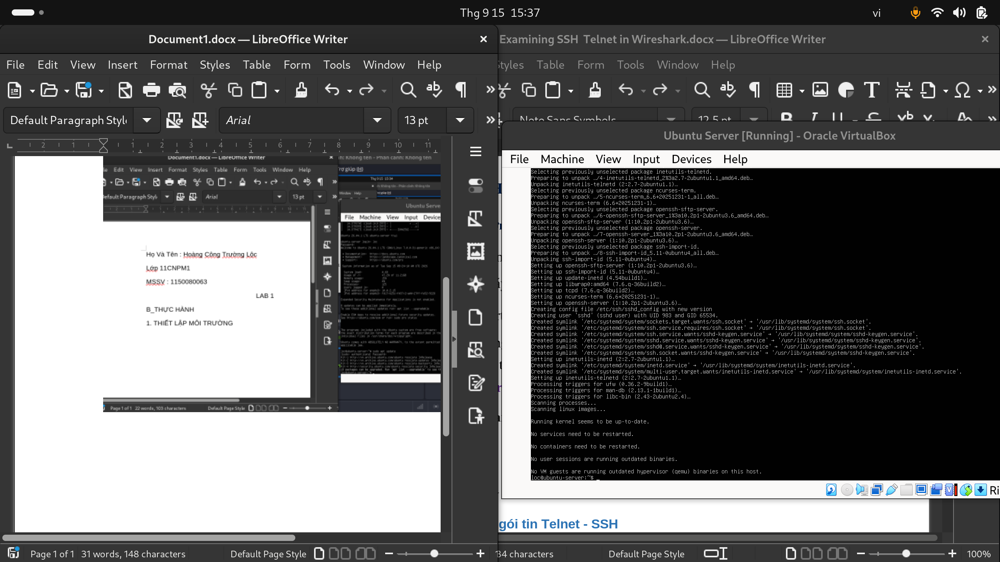 Thg 9 15 15:37
vi
Document1.docx — LibreOffice Writer
File Edit View Insert Format Styles Table Form Tools Window Help
Default Paragraph Style
Arial
13 pt
2 1 1 2 3 4 5 6 7 8 9 10 11
Document1.docx — LibreOffice Writer
Edit View Insert Format Styles Table Form Tools Window Help
Default Paragraph Style
Arial
13 pt
Họ Và Tên : Hoàng Công Trường Lộc
Lớp 11CNPM1
MSSV : 1150080063
LAB 1
B_THỰC HÀNH
1. THIẾT LẬP MÔI TRƯỜNG
Page 1 of 1 22 words, 103 characters Default Page Style
Không tên - Phân cảnh: Không tên
Trợ giúp (H)
Thg 9 15 15:34
Ubuntu Server
File Machine View Input Devices
Page 1 of 1 31 words, 148 characters Default Page Style
Examining SSH Telnet in Wireshark.docx — LibreOffice Writer
Styles Table Form Tools Window Help
Noto Sans Symbols
12,5 pt
Ubuntu Server [Running] - Oracle VirtualBox
File Machine View Input Devices Help
Selecting previously unselected package inetutils-telnetd.
Preparing to unpack …/4-inetutils-telnetd_2%3a2.7-2ubuntu1.1_amd64.deb…
Unpacking inetutils-telnetd (2:2.7-2ubuntu1.1)…
Selecting previously unselected package ncurses-term.
Preparing to unpack …/5-ncurses-term_6.6+20251231-1_all.deb…
Unpacking ncurses-term (6.6+20251231-1)…
Selecting previously unselected package openssh-sftp-server.
Preparing to unpack …/6-openssh-sftp-server_1%3a10.2p1-2ubuntu3.6_amd64.deb…
Unpacking openssh-sftp-server (1:10.2p1-2ubuntu3.6)…
Selecting previously unselected package openssh-server.
Preparing to unpack …/7-openssh-server_1%3a10.2p1-2ubuntu3.6_amd64.deb…
Unpacking openssh-server (1:10.2p1-2ubuntu3.6)…
Selecting previously unselected package ssh-import-id.
Preparing to unpack …/8-ssh-import-id_5.11-0ubuntu4_all.deb…
Unpacking ssh-import-id (5.11-0ubuntu4)…
Setting up openssh-sftp-server (1:10.2p1-2ubuntu3.6)…
Setting up ssh-import-id (5.11-0ubuntu4)…
Setting up update-inetd (4.54build1)…
Setting up libwrap0:amd64 (7.6.q-36build2)…
Setting up tcpd (7.6.q-36build2)…
Setting up ncurses-term (6.6+20251231-1)…
Setting up openssh-server (1:10.2p1-2ubuntu3.6)…
Creating config file /etc/ssh/sshd_config with new version
Creating user 'sshd' (sshd user) with UID 983 and GID 65534.
Created symlink '/etc/systemd/system/sockets.target.wants/ssh.socket' → '/usr/lib/systemd/system/ssh.socket'.
Created symlink '/etc/systemd/system/ssh.service.requires/ssh.socket' → '/usr/lib/systemd/system/ssh.socket'.
Created symlink '/etc/systemd/system/ssh.service.wants/sshd-keygen.service' → '/usr/lib/systemd/system/sshd-keygen.service'.
Created symlink '/etc/systemd/system/sshd.service.wants/sshd-keygen.service' → '/usr/lib/systemd/system/sshd-keygen.service'.
Created symlink '/etc/systemd/system/sshd@.service.wants/sshd-keygen.service' → '/usr/lib/systemd/system/sshd-keygen.service'.
Created symlink '/etc/systemd/system/ssh.socket.wants/sshd-keygen.service' → '/usr/lib/systemd/system/sshd-keygen.service'.
Setting up inetutils-inetd (2:2.7-2ubuntu1.1)…
Created symlink '/etc/systemd/system/inetd.service' → '/usr/lib/systemd/system/inetutils-inetd.service'.
Created symlink '/etc/systemd/system/multi-user.target.wants/inetutils-inetd.service' → '/usr/lib/systemd/system/inetutils-inetd.service'.
Setting up inetutils-telnetd (2:2.7-2ubuntu1.1)…
Processing triggers for ufw (0.36.2-9build1)…
Processing triggers for man-db (2.13.1-1build1)…
Processing triggers for libc-bin (2.43-2ubuntu2.4)…
Scanning processes...
Scanning linux images...
Running kernel seems to be up-to-date.
No services need to be restarted.
No containers need to be restarted.
No user sessions are running outdated binaries.
No VM guests are running outdated hypervisor (qemu) binaries on this host.
loc@ubuntu-server:~$ _
Ri
gói tin Telnet - SSH
34 characters Default Page Style 100%